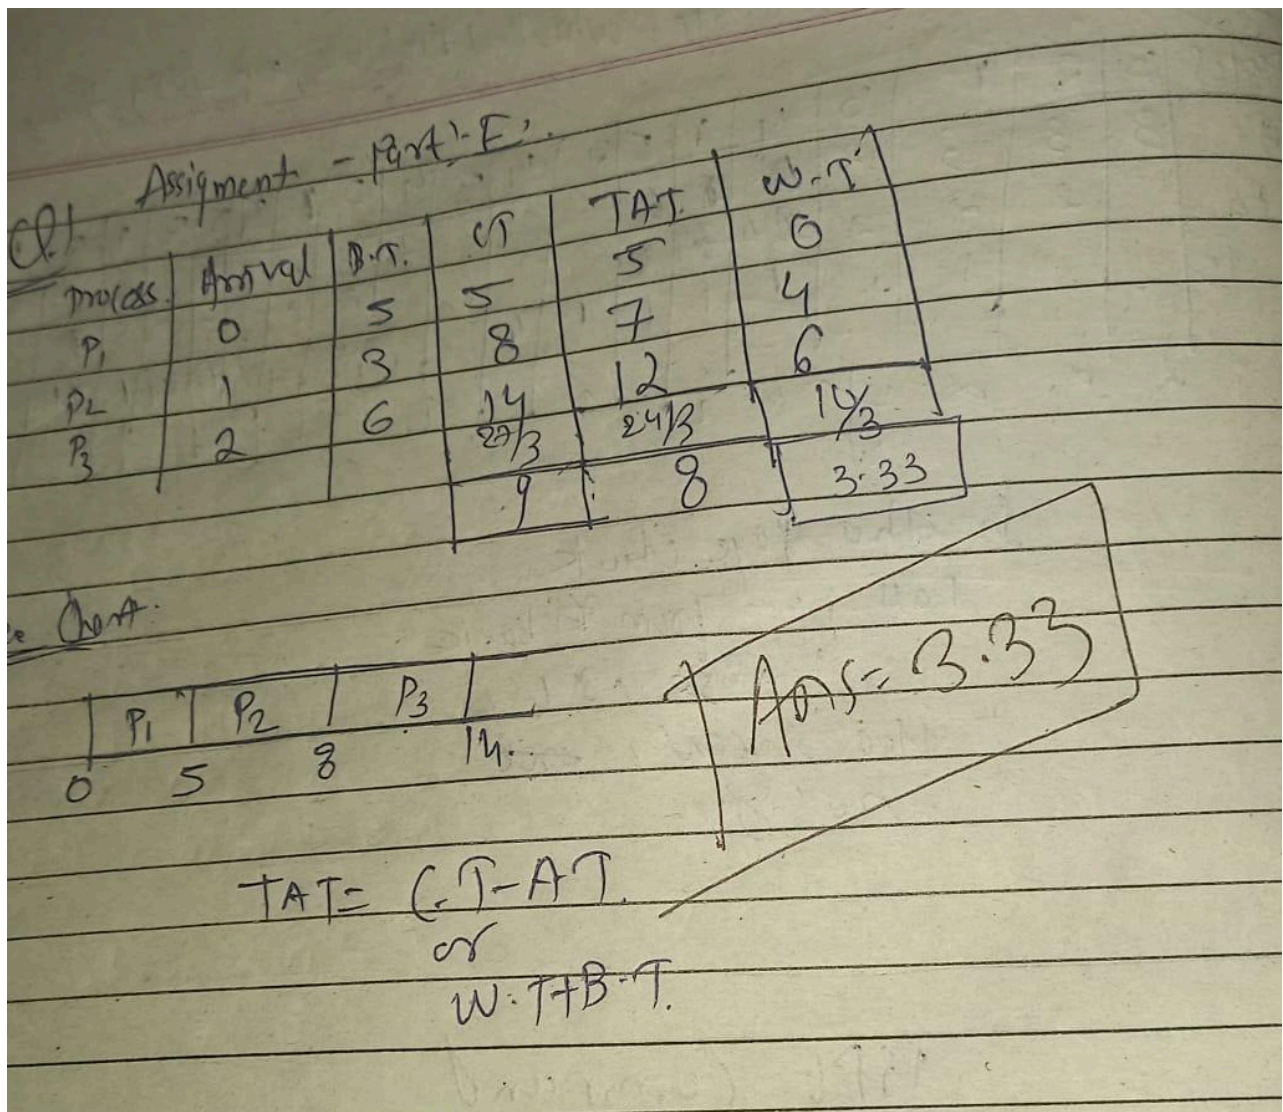 Assigment - Part-E
Q.1
Process Arrival B.T. CT TAT W.T
P1 0 5 5 5 0
P2 1 3 8 7 4
P3 2 6 14 12 6
27/3 24/3 10/3
9 8 3.33
Chart.
P1 P2 P3
0 5 8 14.
Ans= 3.33
TAT= C.T-AT.
or
W.T+B.T.